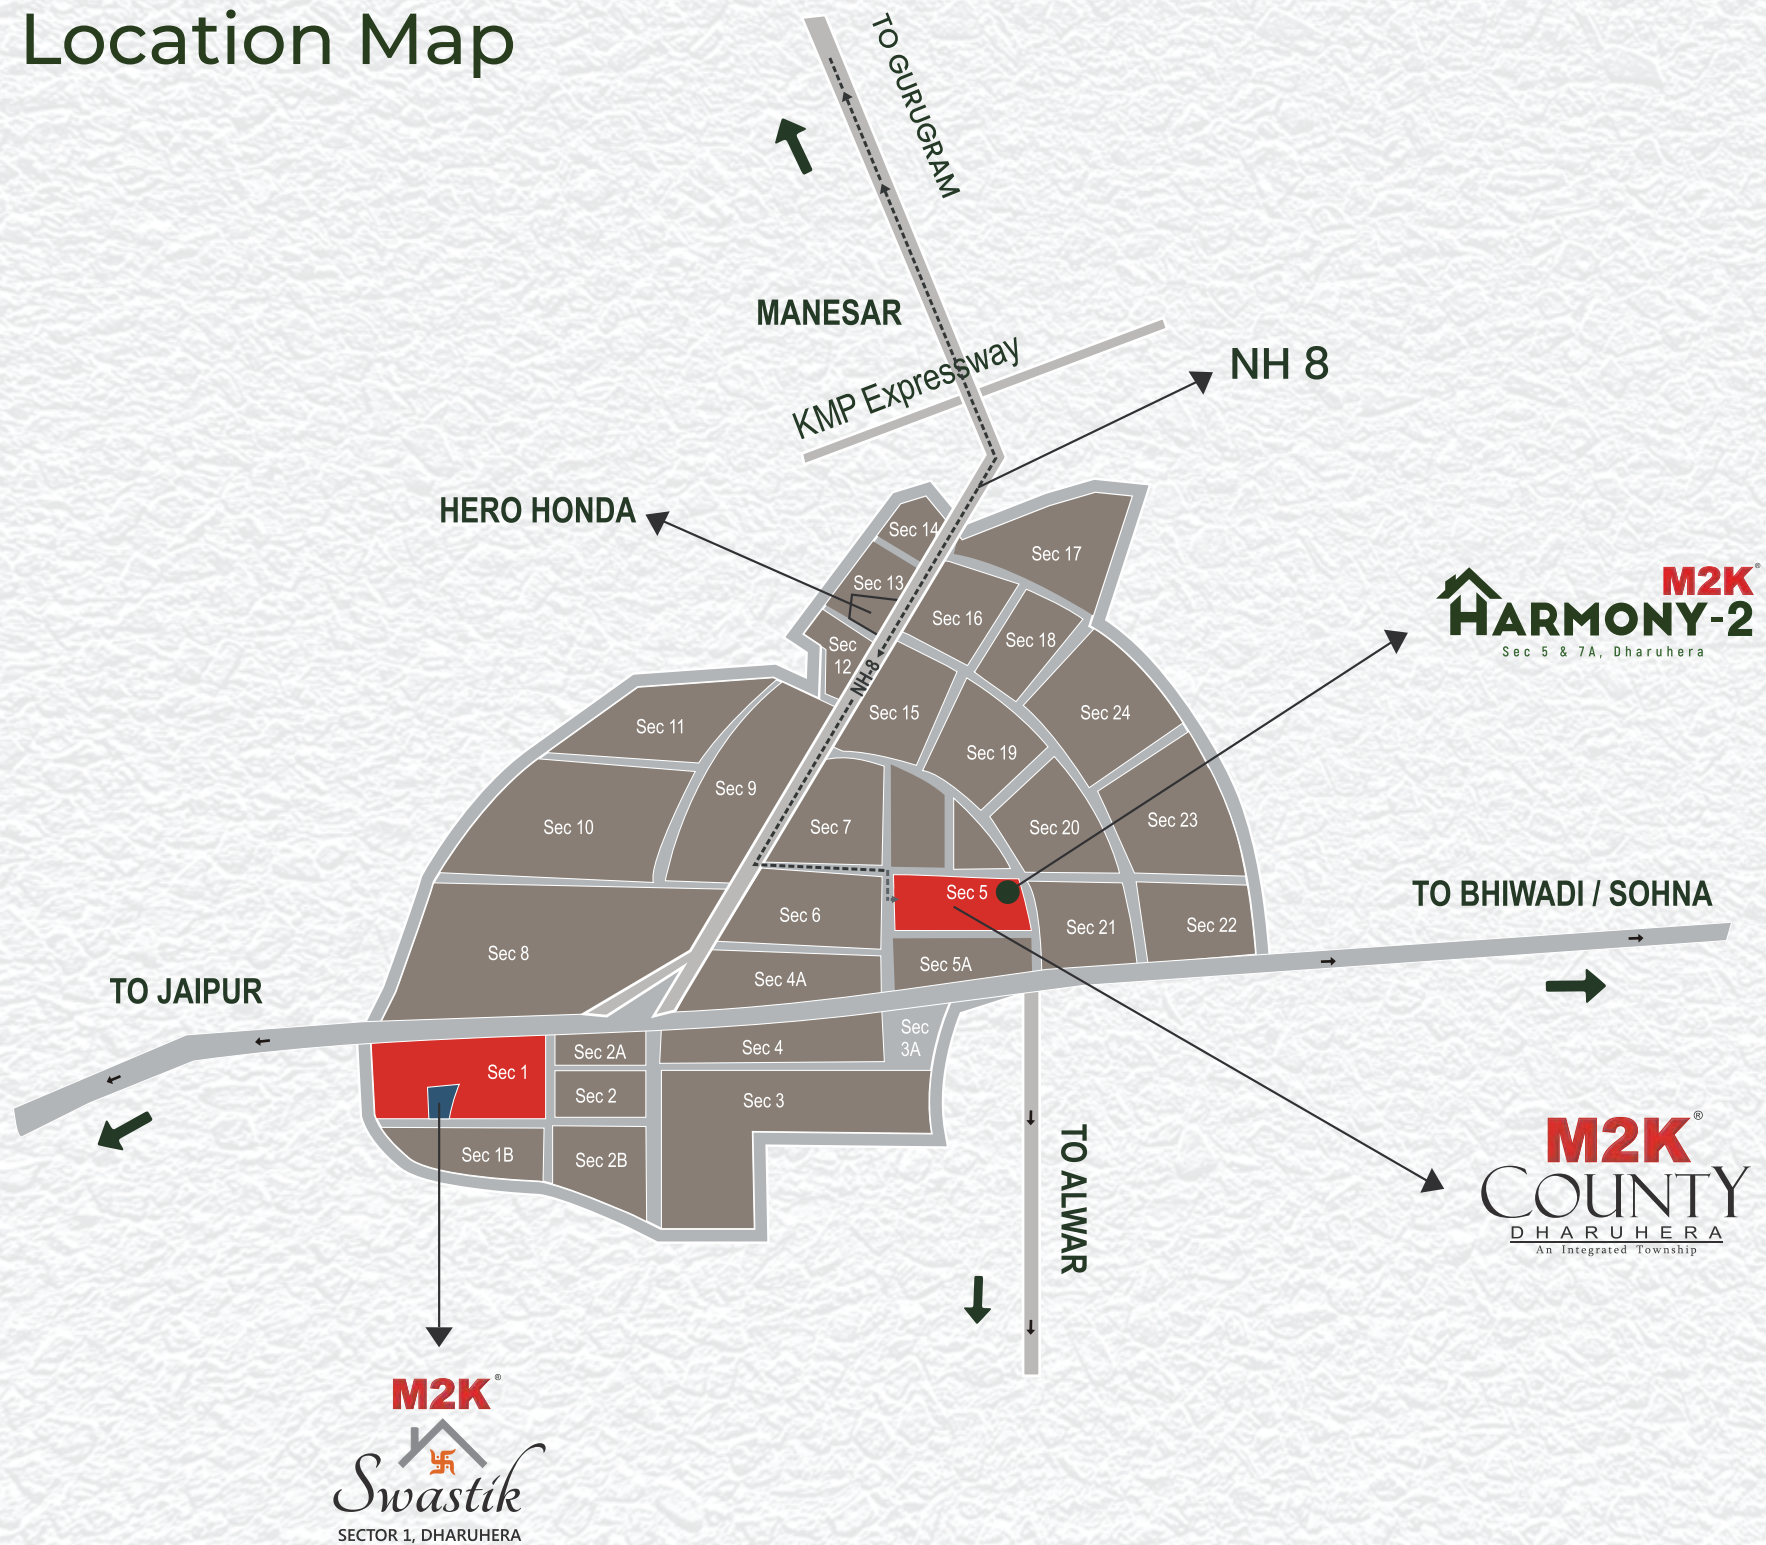 Location Map
TO GURUGRAM
MANESAR
KMP Expressway
NH 8
HERO HONDA
Sec 14
Sec 17
Sec 13
Sec 16
Sec 18
Sec
12
NH-8
Sec 15
Sec 24
Sec 11
Sec 19
Sec 9
Sec 10
Sec 7
Sec 20
Sec 23
M2K®
HARMONY-2
Sec 5 & 7A, Dharuhera
Sec 5
Sec 6
Sec 21
Sec 22
TO BHIWADI / SOHNA
Sec 8
Sec 5A
Sec 4A
TO JAIPUR
Sec
3A
Sec 4
Sec 2A
Sec 1
Sec 2
Sec 3
Sec 1B
Sec 2B
TO ALWAR
M2K®
COUNTY
DHARUHERA
An Integrated Township
M2K®
Swastik
SECTOR 1, DHARUHERA